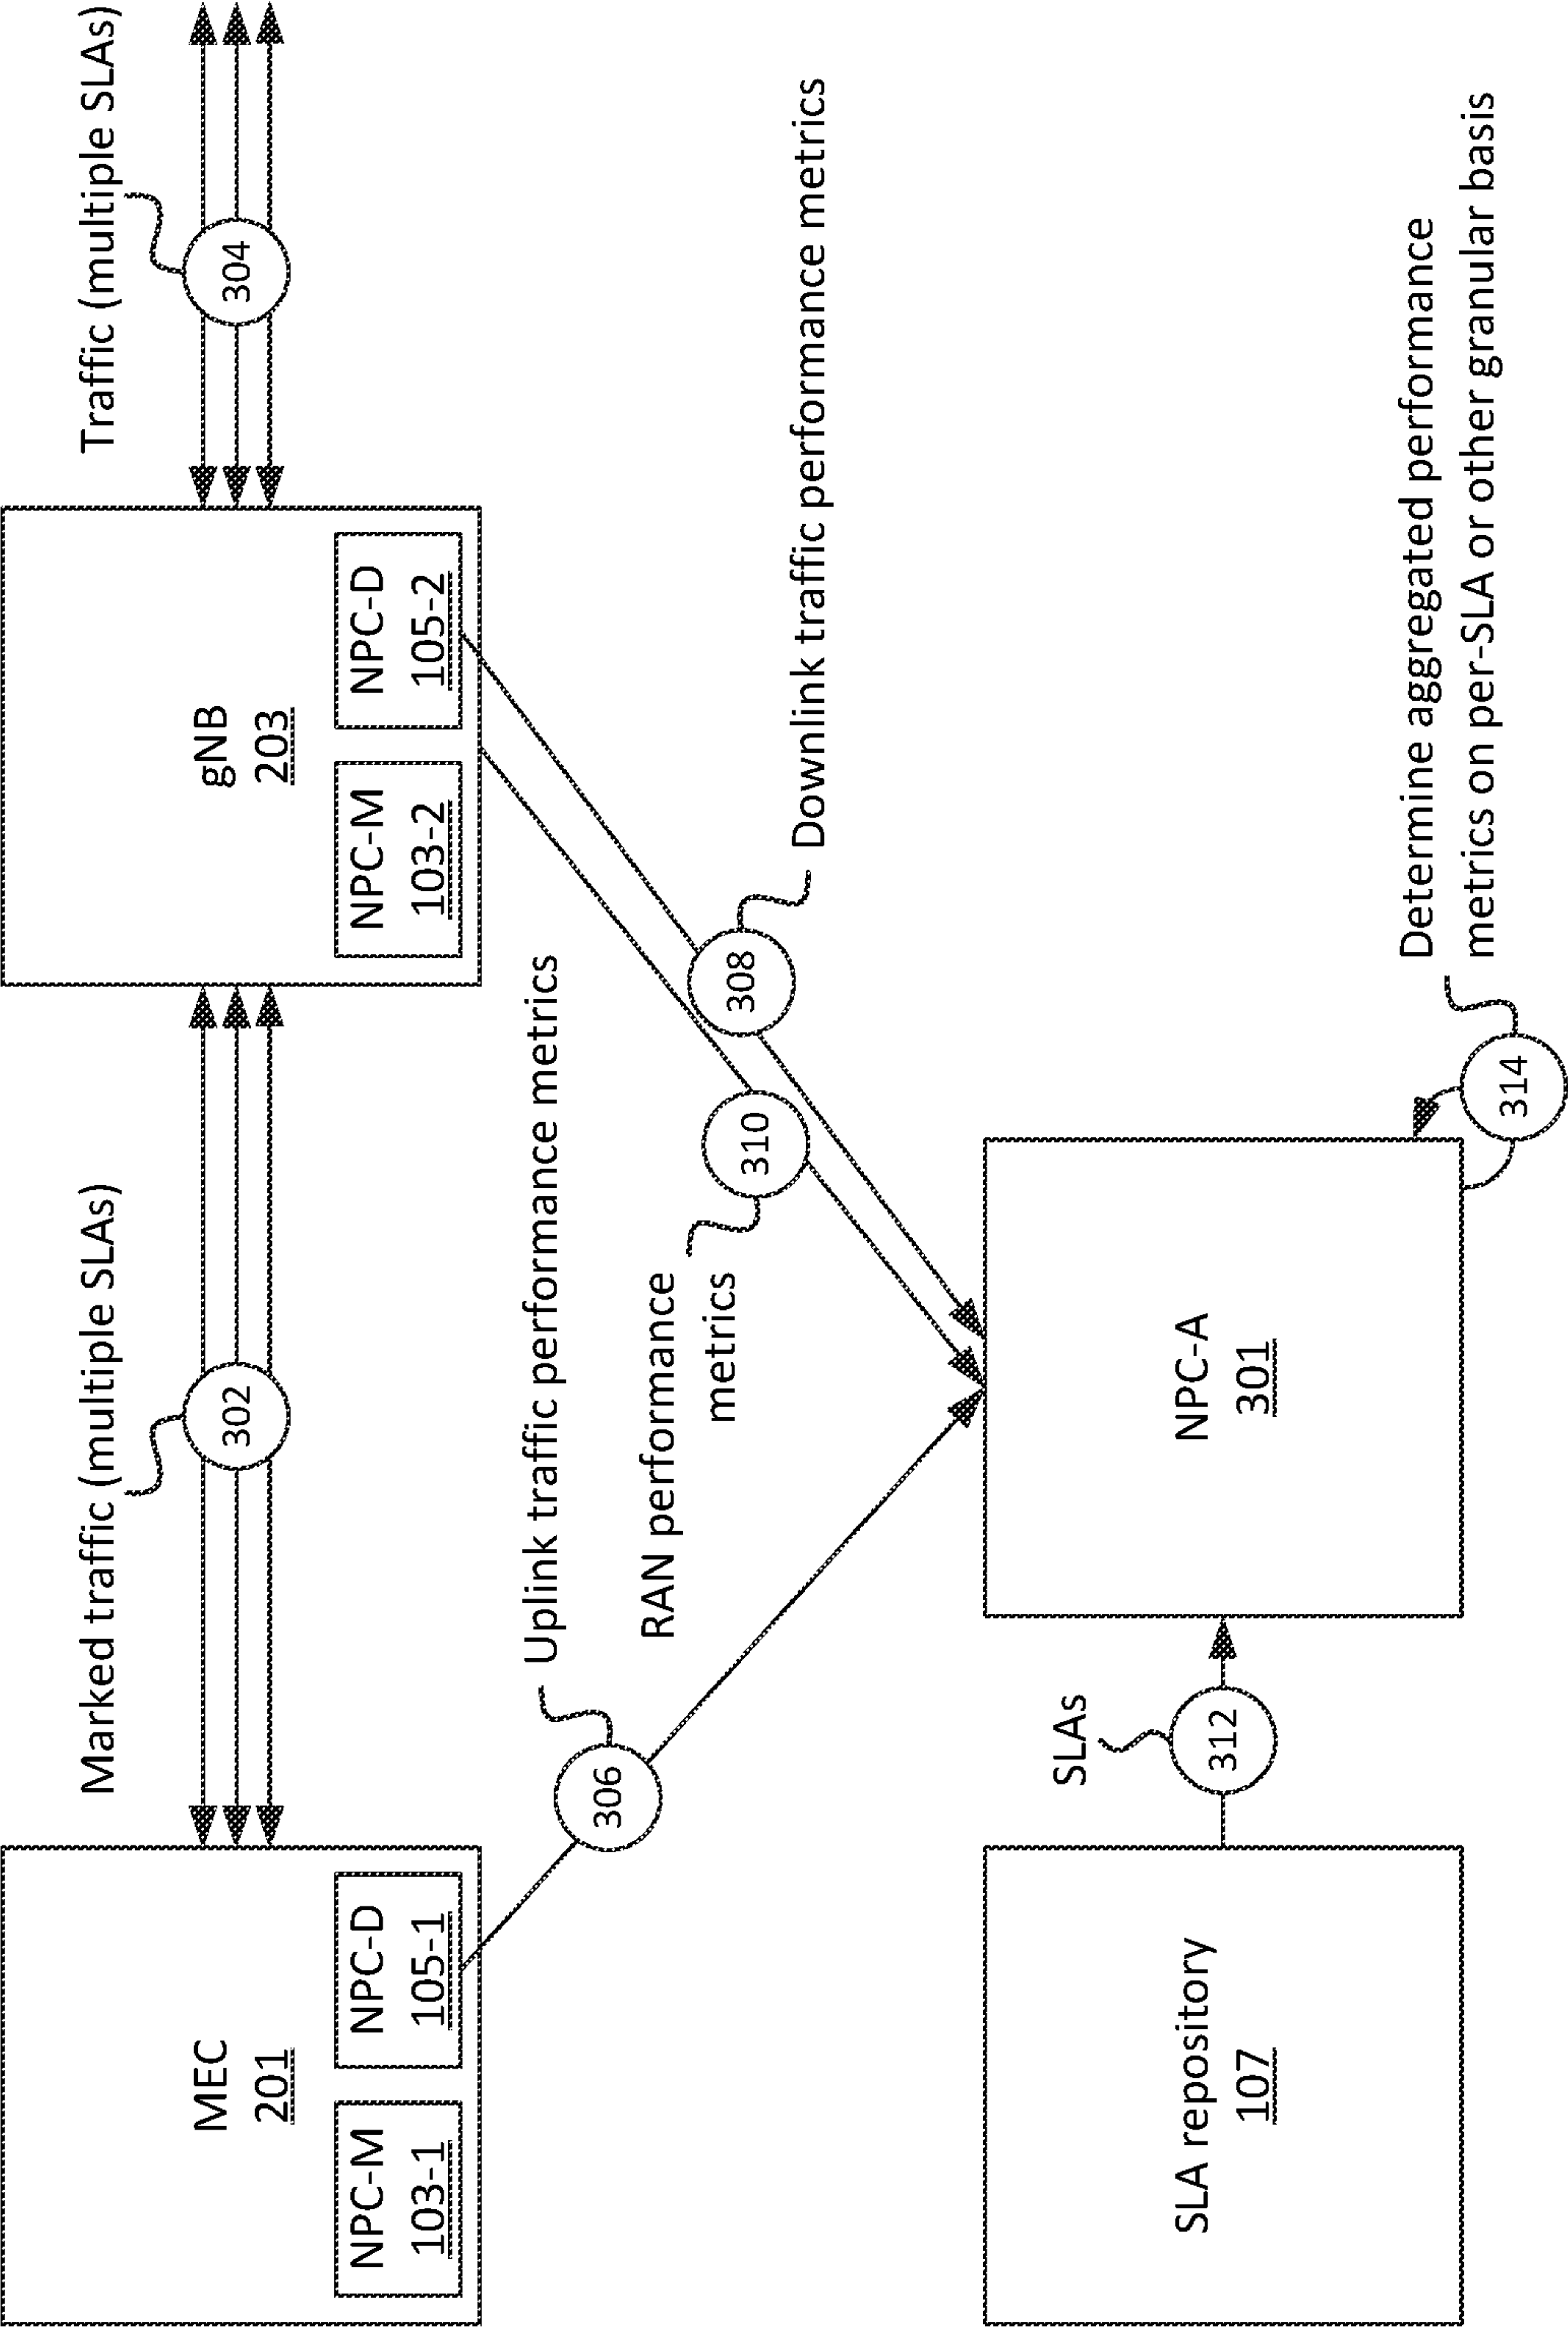 Marked traffic (multiple SLAs)
Traffic (multiple SLAs)
302
304
MEC
201
NPC-M
103-1
NPC-D
105-1
gNB
203
NPC-M
103-2
NPC-D
105-2
306
Uplink traffic performance metrics
RAN performance
metrics
310
308
Downlink traffic performance metrics
SLA repository
107
SLAs
312
NPC-A
301
314
Determine aggregated performance
metrics on per-SLA or other granular basis